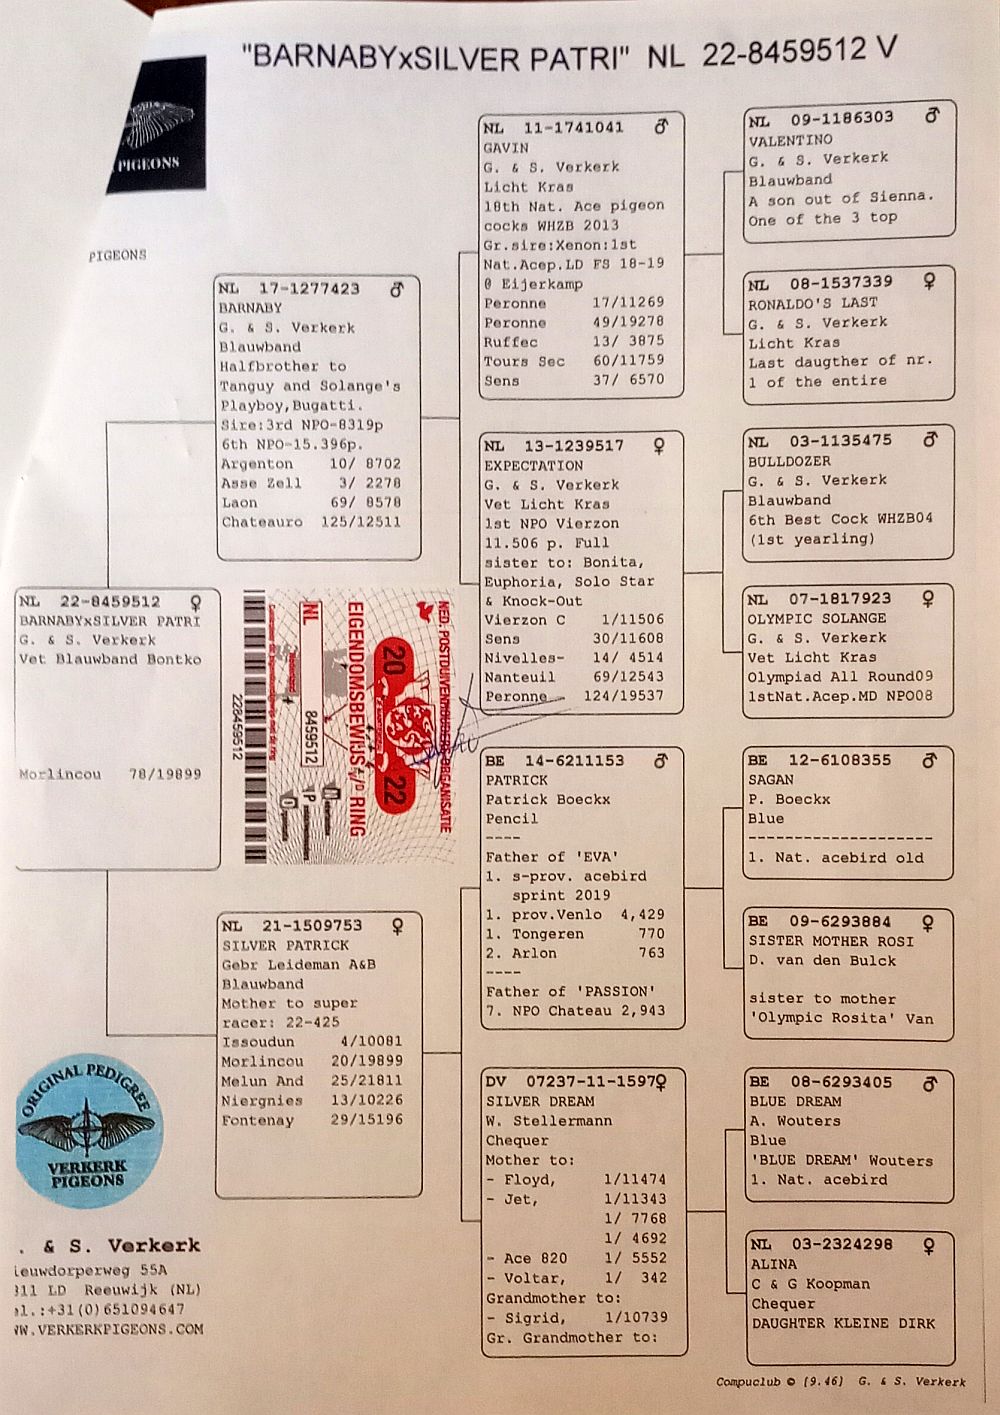 "BARNABYxSILVER PATRI" NL 22-8459512 V
PIGEONS
PIGEONS
NL 22-8459512 ♀
BARNABYxSILVER PATRI
G. & S. Verkerk
Vet Blauwband Bontko
Morlincou 78/19899
NL 17-1277423 ♂
BARNABY
G. & S. Verkerk
Blauwband
Halfbrother to
Tanguy and Solange's
Playboy,Bugatti.
Sire:3rd NPO-8319p
6th NPO-15.396p.
Argenton 10/ 8702
Asse Zell 3/ 2278
Laon 69/ 8578
Chateauro 125/12511
NL 21-1509753 ♀
SILVER PATRICK
Gebr Leideman A&B
Blauwband
Mother to super
racer: 22-425
Issoudun 4/10081
Morlincou 20/19899
Melun And 25/21811
Niergnies 13/10226
Fontenay 29/15196
NL 11-1741041 ♂
GAVIN
G. & S. Verkerk
Licht Kras
18th Nat. Ace pigeon
cocks WHZB 2013
Gr.sire:Xenon:1st
Nat.Acep.LD FS 18-19
@ Eijerkamp
Peronne 17/11269
Peronne 49/19278
Ruffec 13/ 3875
Tours Sec 60/11759
Sens 37/ 6570
NL 13-1239517 ♀
EXPECTATION
G. & S. Verkerk
Vet Licht Kras
1st NPO Vierzon
11.506 p. Full
sister to: Bonita,
Euphoria, Solo Star
& Knock-Out
Vierzon C 1/11506
Sens 30/11608
Nivelles- 14/ 4514
Nanteuil 69/12543
Peronne 124/19537
BE 14-6211153 ♂
PATRICK
Patrick Boeckx
Pencil
----
Father of 'EVA'
1. s-prov. acebird
sprint 2019
1. prov.Venlo 4,429
1. Tongeren 770
2. Arlon 763
----
Father of 'PASSION'
7. NPO Chateau 2,943
DV 07237-11-1597♀
SILVER DREAM
W. Stellermann
Chequer
Mother to:
- Floyd, 1/11474
- Jet, 1/11343
1/ 7768
1/ 4692
- Ace 820 1/ 5552
- Voltar, 1/ 342
Grandmother to:
- Sigrid, 1/10739
Gr. Grandmother to:
NL 09-1186303 ♂
VALENTINO
G. & S. Verkerk
Blauwband
A son out of Sienna.
One of the 3 top
NL 08-1537339 ♀
RONALDO'S LAST
G. & S. Verkerk
Licht Kras
Last daugther of nr.
1 of the entire
NL 03-1135475 ♂
BULLDOZER
G. & S. Verkerk
Blauwband
6th Best Cock WHZB04
(1st yearling)
NL 07-1817923 ♀
OLYMPIC SOLANGE
G. & S. Verkerk
Vet Licht Kras
Olympiad All Round09
1stNat.Acep.MD NPO08
BE 12-6108355 ♂
SAGAN
P. Boeckx
Blue
-------------------
1. Nat. acebird old
BE 09-6293884 ♀
SISTER MOTHER ROSI
D. van den Bulck
sister to mother
'Olympic Rosita' Van
BE 08-6293405 ♂
BLUE DREAM
A. Wouters
Blue
'BLUE DREAM' Wouters
1. Nat. acebird
NL 03-2324298 ♀
ALINA
C & G Koopman
Chequer
DAUGHTER KLEINE DIRK
NED. POSTDUIVENHOUDERS ORGANISATIE
20 22
EIGENDOMSBEWIJS v/d RING
NL 8459512
228459512
ORIGINAL PEDIGREE
VERKERK
PIGEONS
. & S. Verkerk
ieuwdorperweg 55A
311 LD Reeuwijk (NL)
el.:+31(0)651094647
WW.VERKERKPIGEONS.COM
Compuclub © [9.46] G. & S. Verkerk